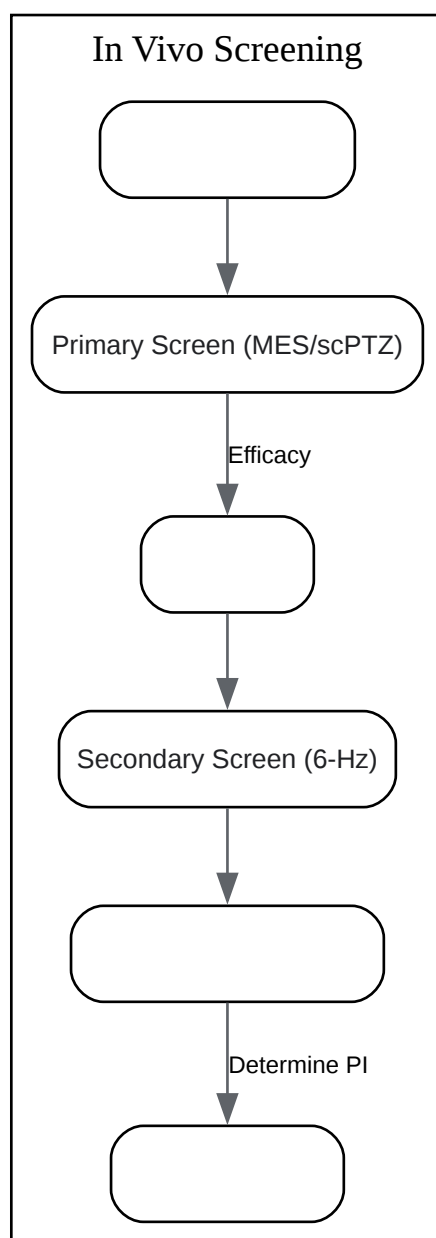 In Vivo Screening
Primary Screen (MES/scPTZ)
Efficacy
Secondary Screen (6-Hz)
Determine PI